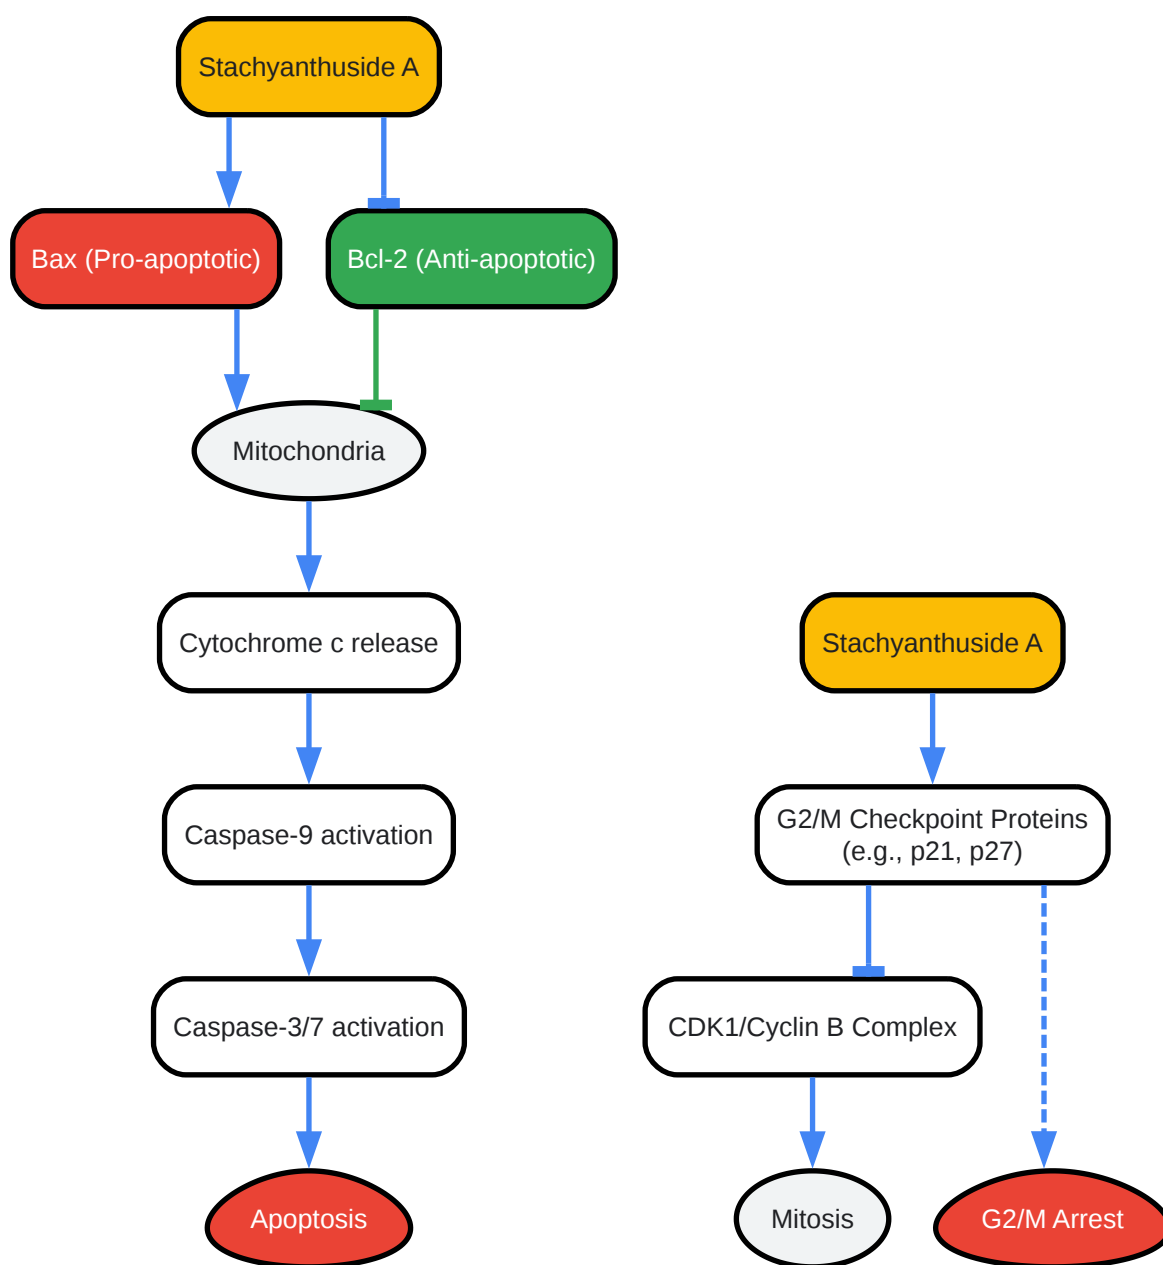 Stachyanthuside A
Bax (Pro-apoptotic)
Bcl-2 (Anti-apoptotic)
Mitochondria
Cytochrome c release
Caspase-9 activation
Caspase-3/7 activation
Apoptosis
Stachyanthuside A
G2/M Checkpoint Proteins
(e.g., p21, p27)
CDK1/Cyclin B Complex
Mitosis
G2/M Arrest